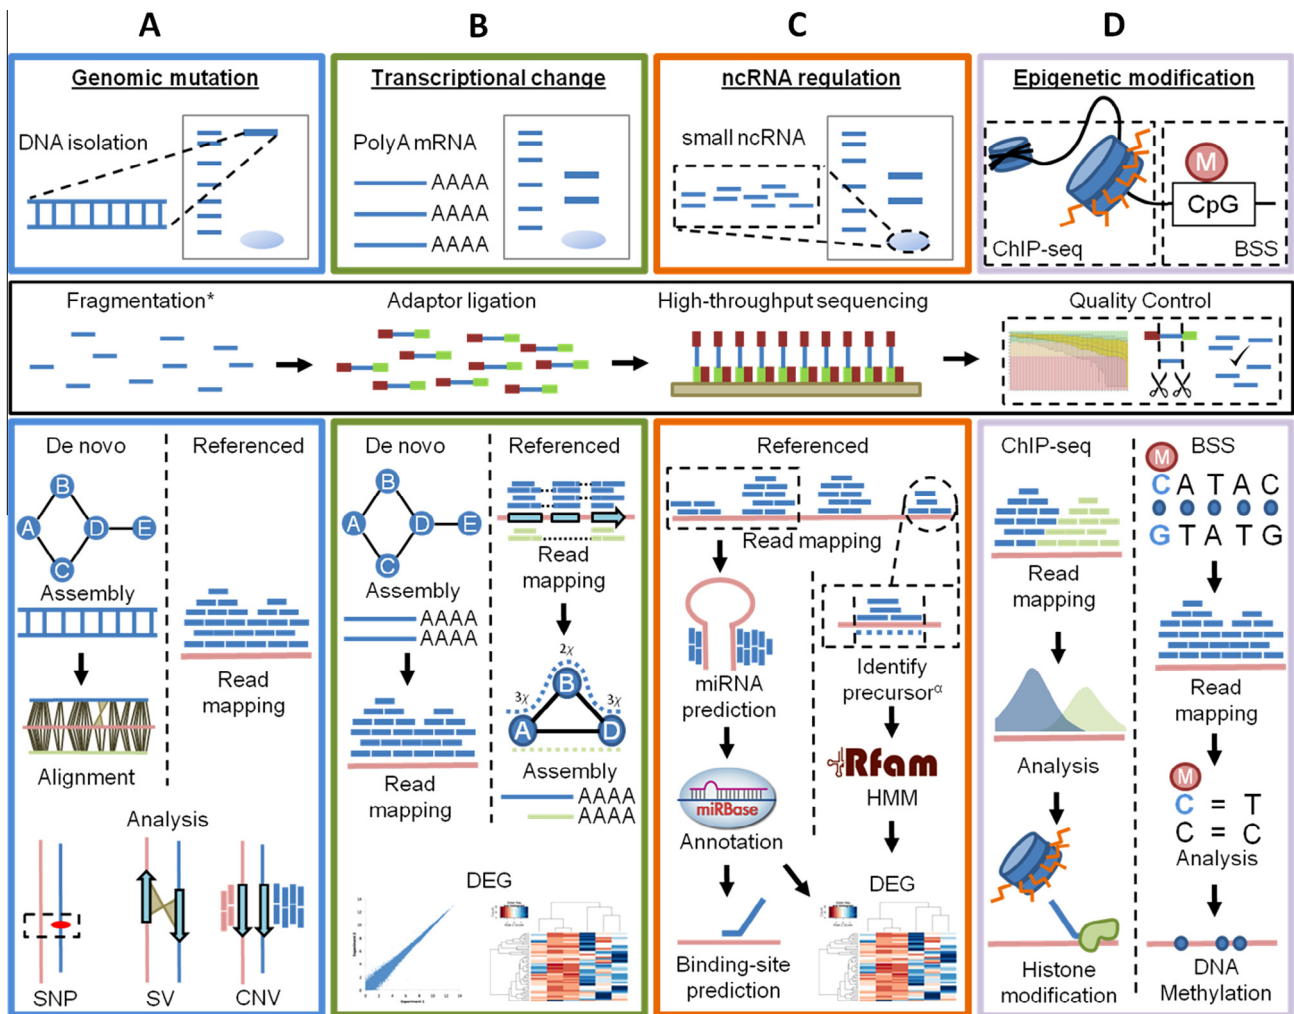 A
B
C
D
Genomic mutation
DNA isolation
Transcriptional change
PolyA mRNA
AAAA
AAAA
AAAA
ncRNA regulation
small ncRNA
Epigenetic modification
M
CpG
ChIP-seq
BSS
Fragmentation*
Adaptor ligation
High-throughput sequencing
Quality Control
De novo
Referenced
B
A
D
E
C
Assembly
Read
mapping
Alignment
Analysis
SNP
SV
CNV
De novo
Referenced
B
A
D
E
C
Assembly
AAAA
AAAA
Read
mapping
Read
mapping
2χ
3χ
3χ
B
A
D
Assembly
AAAA
AAAA
DEG
Referenced
Read mapping
miRNA
prediction
miRBase
Annotation
Binding-site
prediction
Identify
precursorᵅ
Rfam
HMM
DEG
ChIP-seq
Read
mapping
Analysis
Histone
modification
BSS
M
C A T A C
G T A T G
Read
mapping
M
C = T
C = C
Analysis
DNA
Methylation